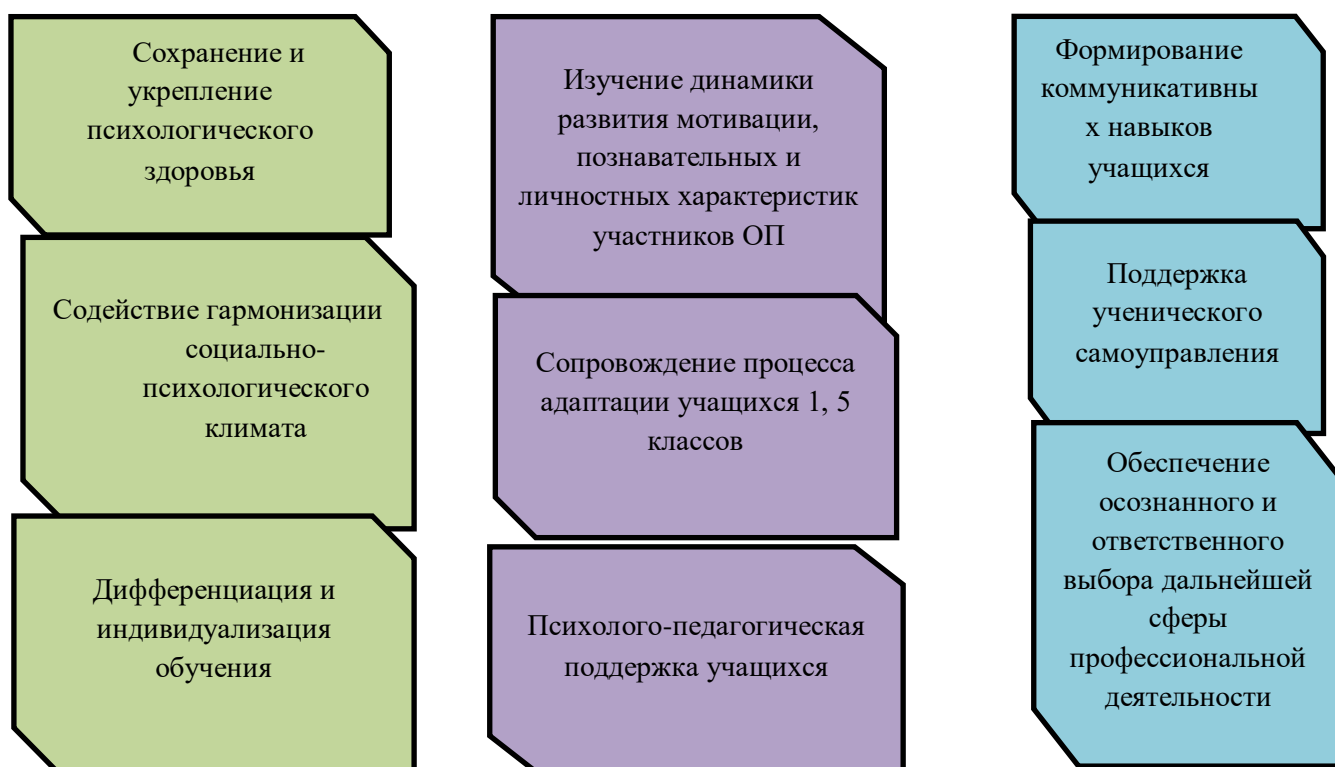 Сохранение и
укрепление
психологического
здоровья
Содействие гармонизации
социально-
психологического
климата
Дифференциация и
индивидуализация
обучения
Изучение динамики
развития мотивации,
познавательных и
личностных характеристик
участников ОП
Сопровождение процесса
адаптации учащихся 1, 5
классов
Психолого-педагогическая
поддержка учащихся
Формирование
коммуникативны
х навыков
учащихся
Поддержка
ученического
самоуправления
Обеспечение
осознанного и
ответственного
выбора дальнейшей
сферы
профессиональной
деятельности